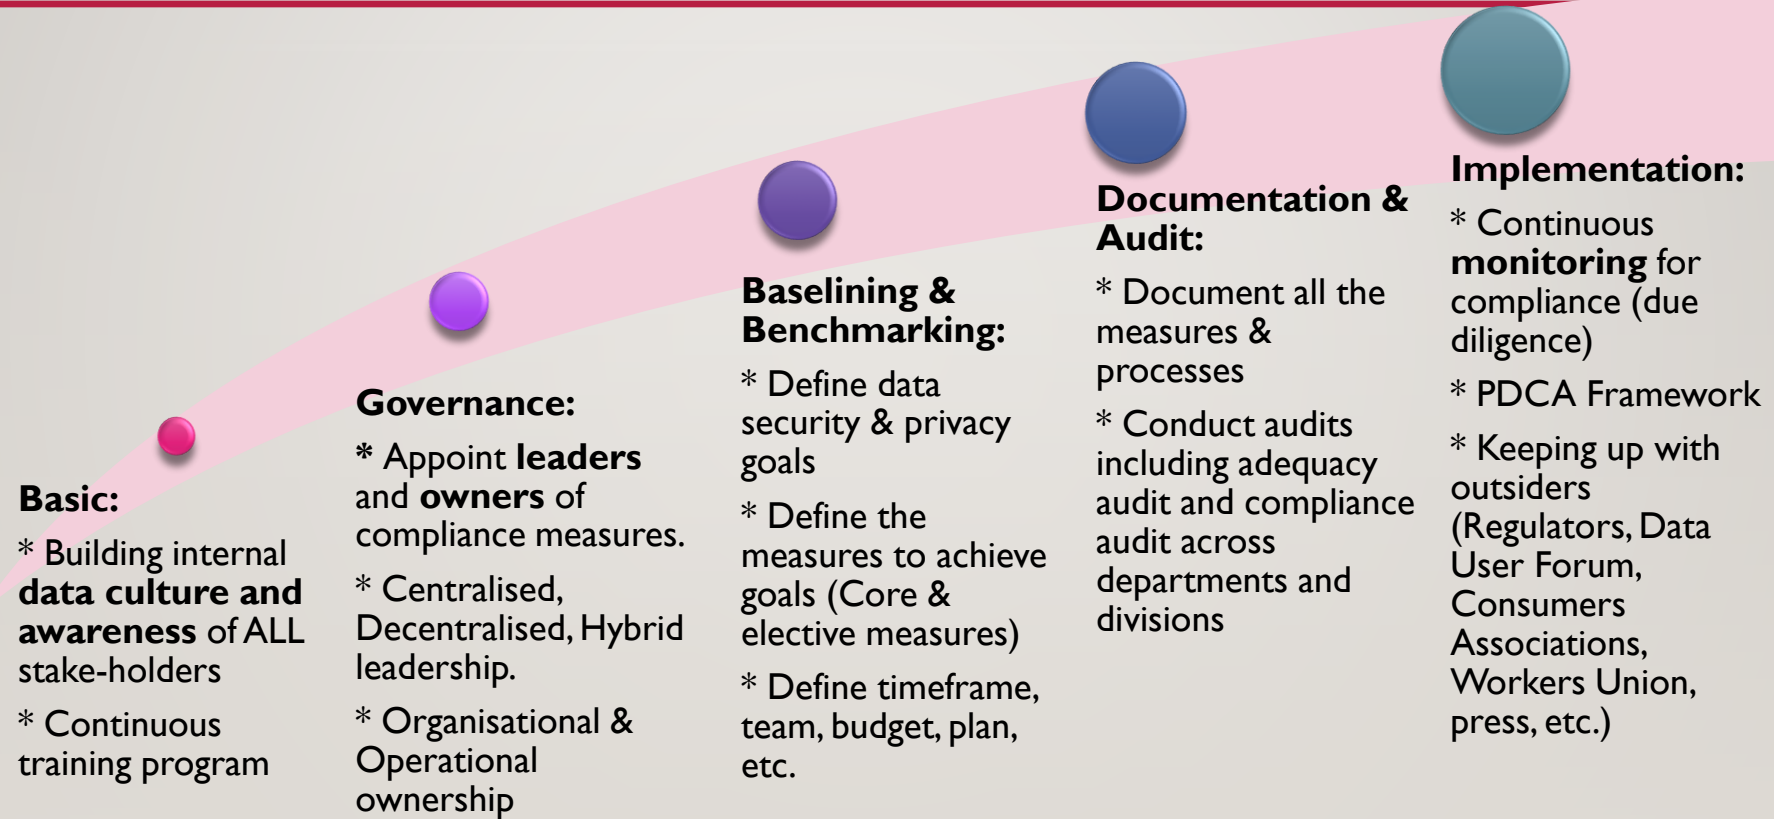 Basic:
* Building internal
data culture and
awareness of ALL
stake-holders
* Continuous
training program
Governance:
* Appoint leaders
and owners of
compliance measures.
* Centralised,
Decentralised, Hybrid
leadership.
* Organisational &
Operational
ownership
Baselining &
Benchmarking:
* Define data
security & privacy
goals
* Define the
measures to achieve
goals (Core &
elective measures)
* Define timeframe,
team, budget, plan,
etc.
Documentation &
Audit:
* Document all the
measures &
processes
* Conduct audits
including adequacy
audit and compliance
audit across
departments and
divisions
Implementation:
* Continuous
monitoring for
compliance (due
diligence)
* PDCA Framework
* Keeping up with
outsiders
(Regulators, Data
User Forum,
Consumers
Associations,
Workers Union,
press, etc.)